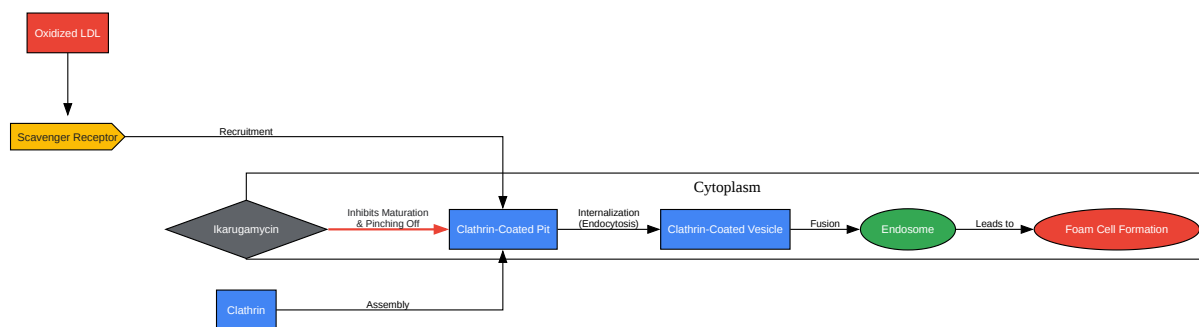 Oxidized LDL
Scavenger Receptor
Recruitment
Cytoplasm
Ikarugamycin
Inhibits Maturation
& Pinching Off
Clathrin-Coated Pit
Internalization
(Endocytosis)
Clathrin-Coated Vesicle
Fusion
Endosome
Leads to
Foam Cell Formation
Clathrin
Assembly